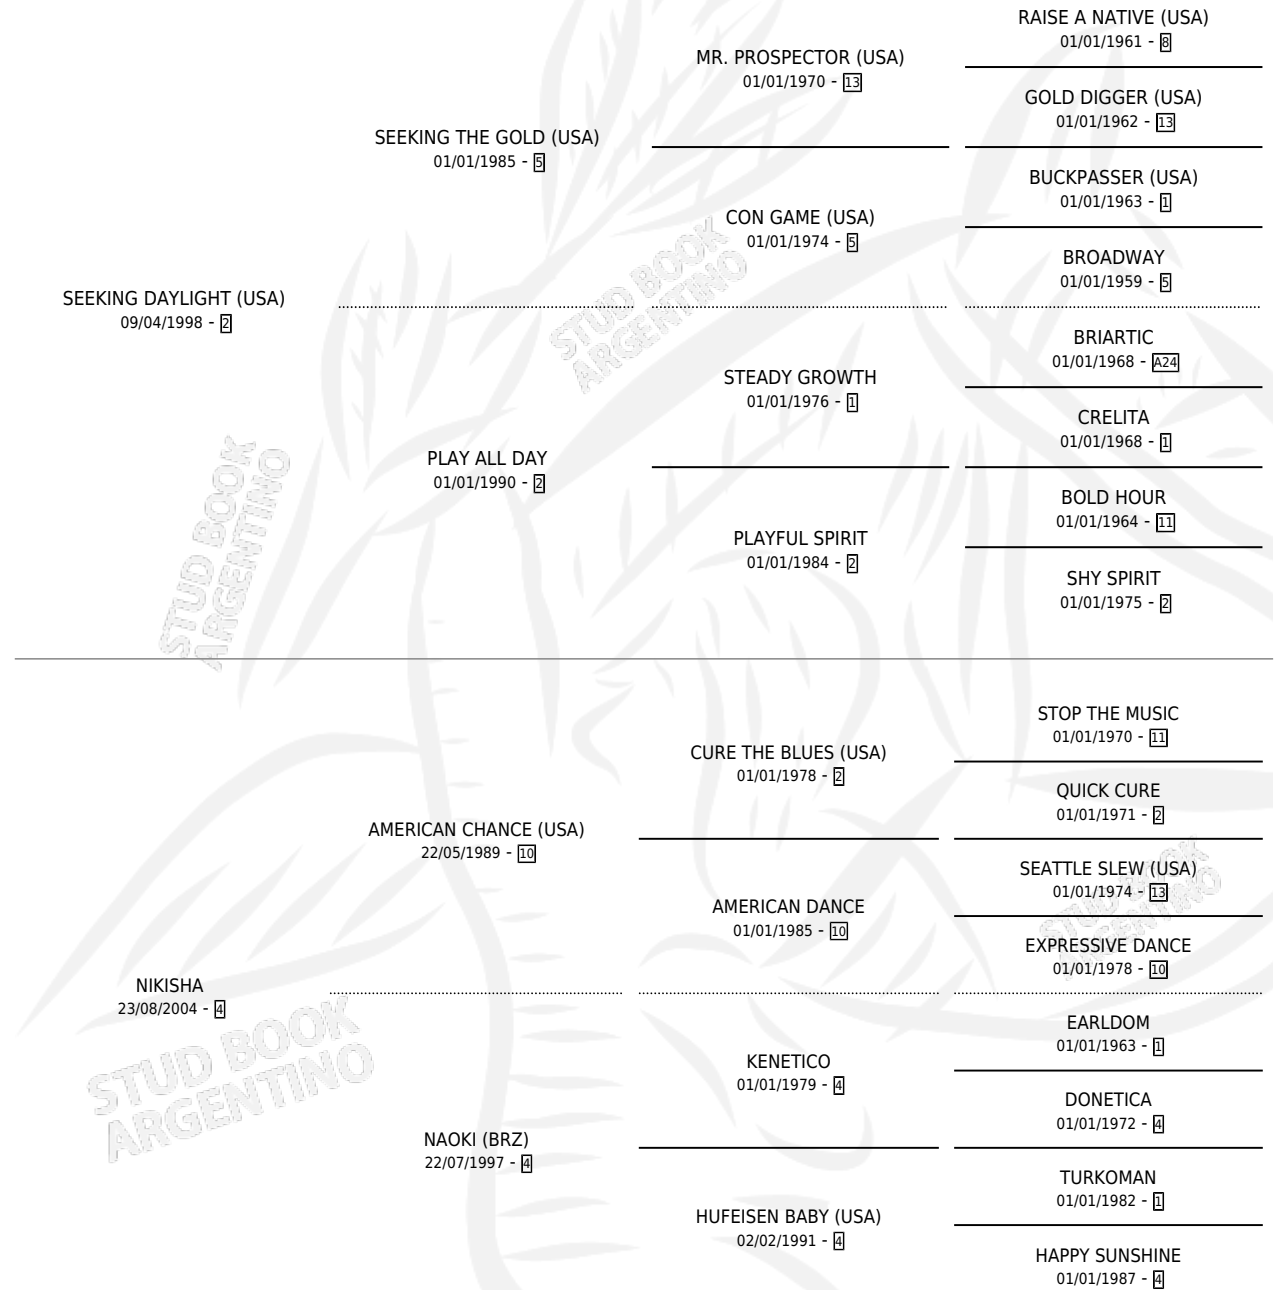 RAISE A NATIVE (USA)
01/01/1961 - 8
MR. PROSPECTOR (USA)
01/01/1970 - 13
GOLD DIGGER (USA)
01/01/1962 - 13
SEEKING THE GOLD (USA)
01/01/1985 - 5
BUCKPASSER (USA)
01/01/1963 - 1
CON GAME (USA)
01/01/1974 - 5
BROADWAY
01/01/1959 - 5
SEEKING DAYLIGHT (USA)
09/04/1998 - 2
BRIARTIC
01/01/1968 - A24
STEADY GROWTH
01/01/1976 - 1
CRELITA
01/01/1968 - 1
PLAY ALL DAY
01/01/1990 - 2
BOLD HOUR
01/01/1964 - 11
PLAYFUL SPIRIT
01/01/1984 - 2
SHY SPIRIT
01/01/1975 - 2
STUD BOOK
ARGENTINO
STUD BOOK
ARGENTINO
STOP THE MUSIC
01/01/1970 - 11
CURE THE BLUES (USA)
01/01/1978 - 2
QUICK CURE
01/01/1971 - 2
AMERICAN CHANCE (USA)
22/05/1989 - 10
SEATTLE SLEW (USA)
01/01/1974 - 13
AMERICAN DANCE
01/01/1985 - 10
EXPRESSIVE DANCE
01/01/1978 - 10
NIKISHA
23/08/2004 - 4
EARLDOM
01/01/1963 - 1
KENETICO
01/01/1979 - 4
DONETICA
01/01/1972 - 4
NAOKI (BRZ)
22/07/1997 - 4
TURKOMAN
01/01/1982 - 1
HUFEISEN BABY (USA)
02/02/1991 - 4
HAPPY SUNSHINE
01/01/1987 - 4
STUD BOOK
ARGENTINO
STUD BOOK
ARGENTINO